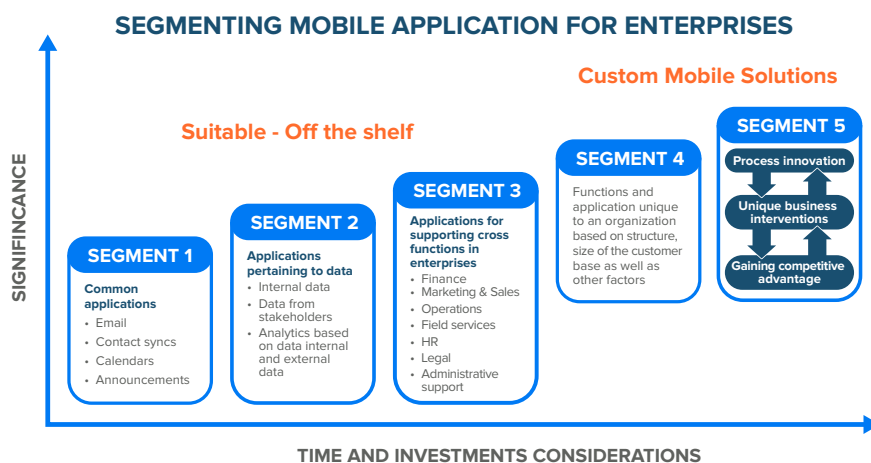 SEGMENTING MOBILE APPLICATION FOR ENTERPRISES
Custom Mobile Solutions
Suitable - Off the shelf
SIGNIFINCANCE
SEGMENT 1
Common
applications
• Email
• Contact syncs
• Calendars
• Announcements
SEGMENT 2
Applications
pertaining to data
• Internal data
• Data from
stakeholders
• Analytics based
on data internal
and external
data
SEGMENT 3
Applications for
supporting cross
functions in
enterprises
• Finance
• Marketing & Sales
• Operations
• Field services
• HR
• Legal
• Administrative
support
SEGMENT 4
Functions and
application unique
to an organization
based on structure,
size of the customer
base as well as
other factors
SEGMENT 5
Process innovation
Unique business
interventions
Gaining competitive
advantage
TIME AND INVESTMENTS CONSIDERATIONS